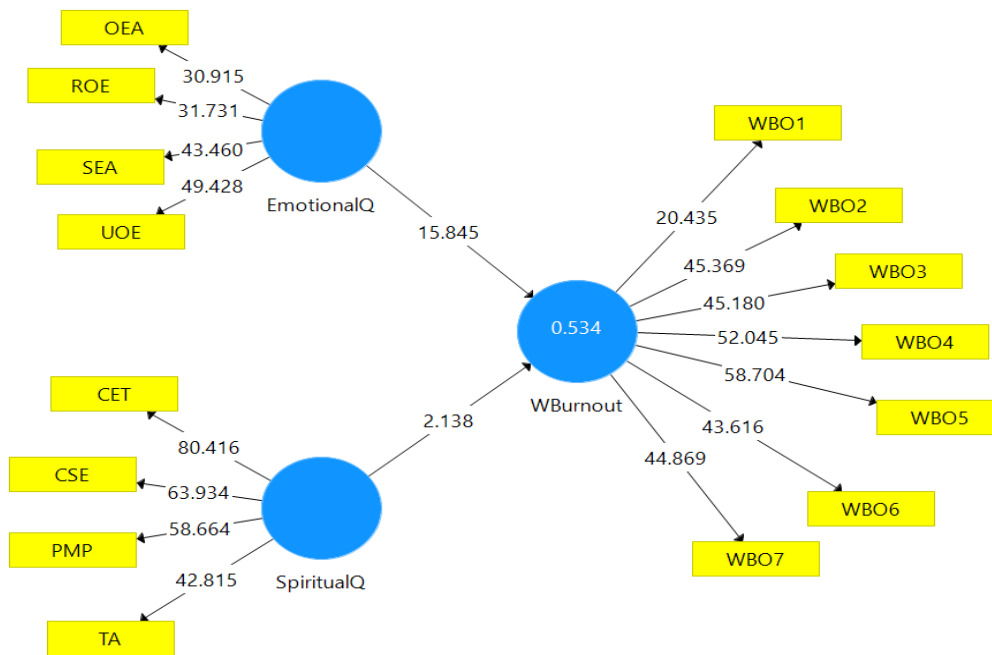 OEA
30.915
ROE
31.731
SEA
43.460
49.428
UOE
EmotionalQ
15.845
WBO1
20.435
WBO2
45.369
WBO3
45.180
52.045
WBO4
58.704
WBO5
43.616
WBO6
44.869
WBO7
0.534
WBurnout
2.138
CET
80.416
CSE
63.934
58.664
PMP
42.815
SpiritualQ
TA